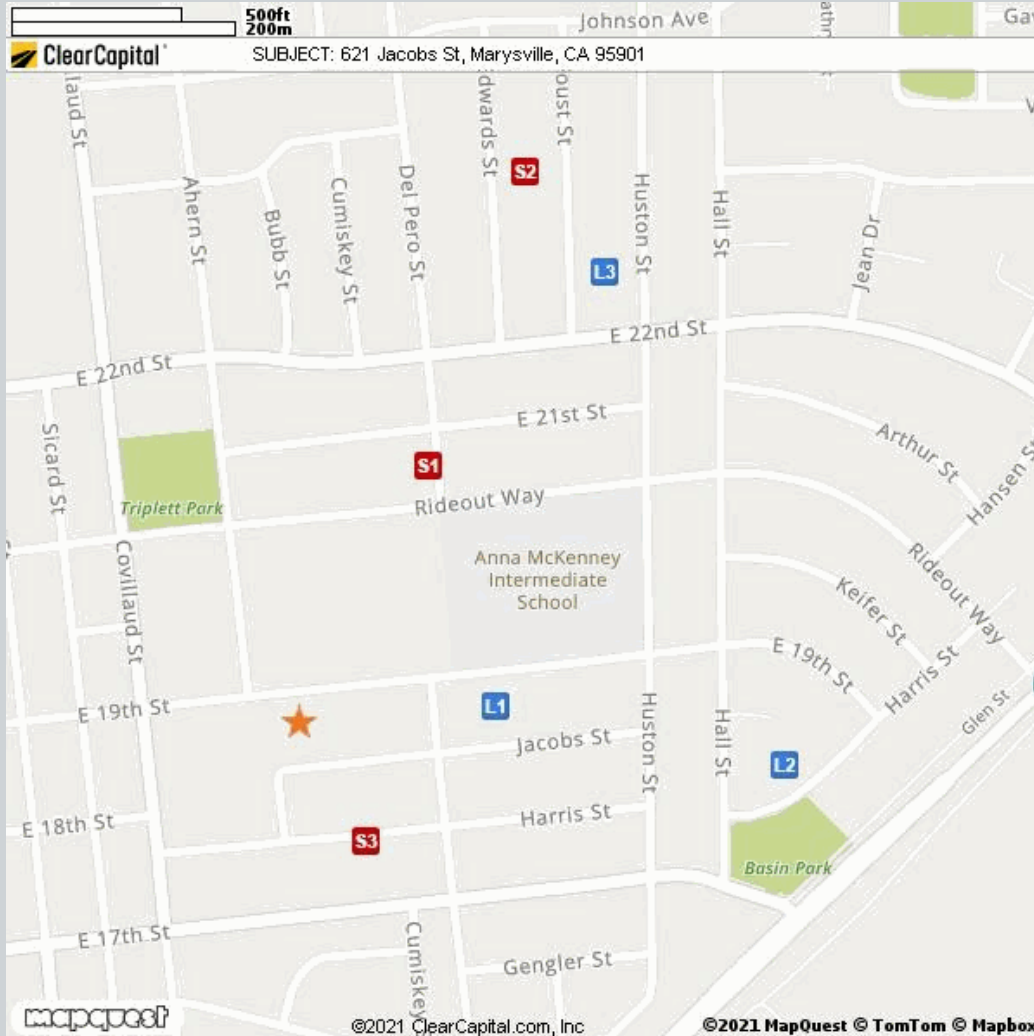 500ft
200m
Johnson Ave
ClearCapital
SUBJECT: 621 Jacobs St, Marysville, CA 95901
S2
Ahern St
Bubb St
Cumiskey St
Del Pero St
Huston St
Hall St
Jean Dr
L3
E 22nd St
E 22nd St
E 21st St
Sicard St
Arthur St
S1
Triplett Park
Rideout Way
Covillaud St
Anna McKenney
Intermediate
School
Rideout Way
Keifer St
E 19th St
Harris St
E 19th St
L1
Huston St
Hall St
Glen St
Jacobs St
L2
E 18th St
Harris St
S3
Basin Park
E 17th St
Cumiskey
Gengler St
mapquest
©2021 ClearCapital.com, Inc
©2021 MapQuest © TomTom © Mapbox